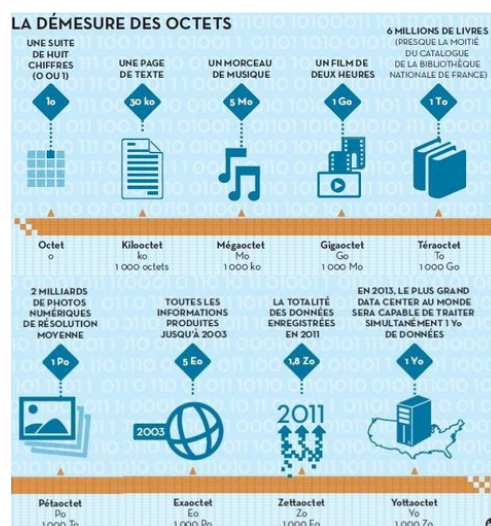 LA DÉMESURE DES OCTETS
UNE SUITE
DE HUIT
CHIFFRES
(0 OU 1)
1o
UNE PAGE
DE TEXTE
30 ko
UN MORCEAU
DE MUSIQUE
5 Mo
UN FILM DE
DEUX HEURES
1 Go
6 MILLIONS DE LIVRES
(PRESQUE LA MOITIÉ
DU CATALOGUE
DE LA BIBLIOTHÈQUE
NATIONALE DE FRANCE)
1 To
Octet
o
Kilooctet
ko
1 000 octets
Mégaoctet
Mo
1 000 ko
Gigaoctet
Go
1 000 Mo
Téraoctet
To
1 000 Go
2 MILLIARDS
DE PHOTOS
NUMÉRIQUES
DE RÉSOLUTION
MOYENNE
1 Po
TOUTES LES
INFORMATIONS
PRODUITES
JUSQU'À 2003
5 Eo
2003
LA TOTALITÉ
DES DONNÉES
ENREGISTRÉES
EN 2011
1,8 Zo
2011
EN 2013, LE PLUS GRAND
DATA CENTER AU MONDE
SERA CAPABLE DE TRAITER
SIMULTANÉMENT 1 Yo
DE DONNÉES
1 Yo
Pétaoctet
Po
1 000 To
Exaoctet
Eo
1 000 Po
Zettaoctet
Zo
1 000 Eo
Yottaoctet
Yo
1 000 Zo